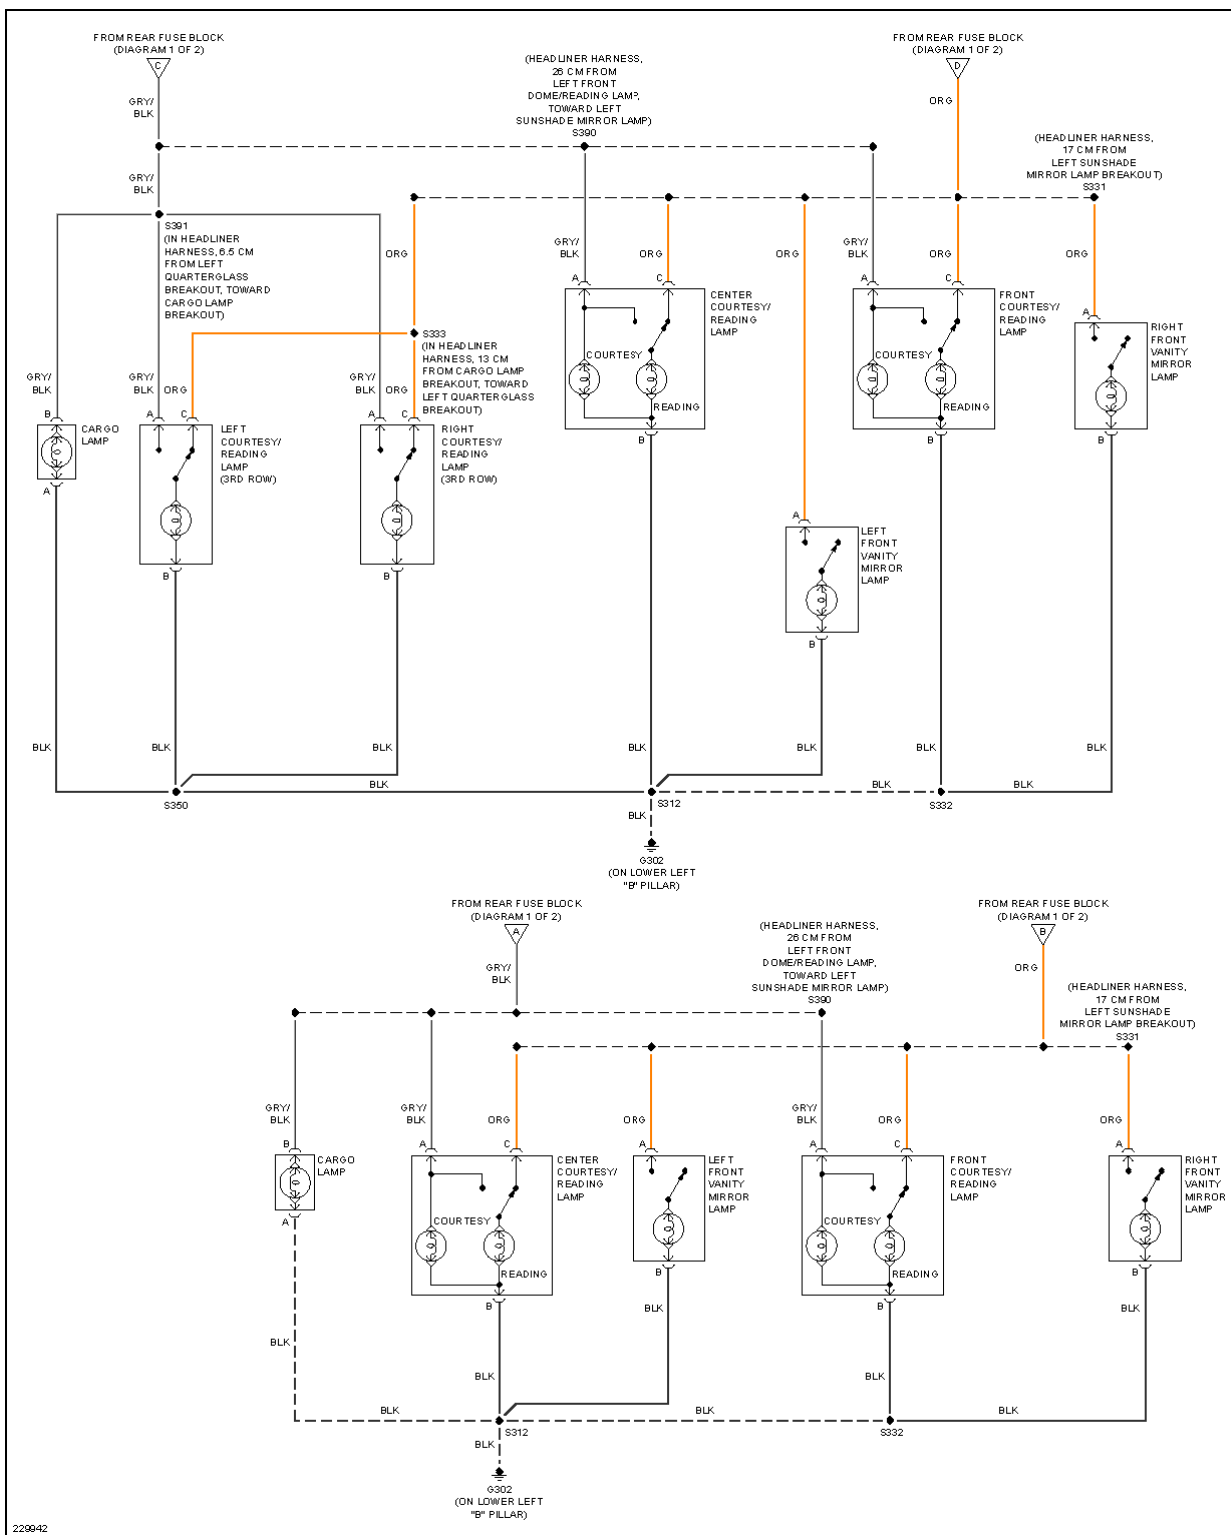 FROM REAR FUSE BLOCK
(DIAGRAM 1 OF 2)
C
GRY/
BLK
(HEADLINER HARNESS,
26 CM FROM
LEFT FRONT
DOME/READING LAMP,
TOWARD LEFT
SUNSHADE MIRROR LAMP)
S390
FROM REAR FUSE BLOCK
(DIAGRAM 1 OF 2)
D
ORG
(HEADLINER HARNESS,
17 CM FROM
LEFT SUNSHADE
MIRROR LAMP BREAKOUT)
S331
GRY/
BLK
S391
(IN HEADLINER
HARNESS, 6.5 CM
FROM LEFT
QUARTERGLASS
BREAKOUT, TOWARD
CARGO LAMP
BREAKOUT)
ORG
GRY/
BLK
ORG
ORG
GRY/
BLK
ORG
ORG
S333
(IN HEADLINER
HARNESS, 13 CM
FROM CARGO LAMP
BREAKOUT, TOWARD
LEFT QUARTERGLASS
BREAKOUT)
A
C
CENTER
COURTESY/
READING
LAMP
COURTESY
READING
B
A
C
FRONT
COURTESY/
READING
LAMP
COURTESY
READING
B
A
RIGHT
FRONT
VANITY
MIRROR
LAMP
B
GRY/
BLK
GRY/
BLK
ORG
GRY/
BLK
ORG
B
CARGO
LAMP
A
A
C
LEFT
COURTESY/
READING
LAMP
(3RD ROW)
B
A
C
RIGHT
COURTESY/
READING
LAMP
(3RD ROW)
B
A
LEFT
FRONT
VANITY
MIRROR
LAMP
B
BLK
BLK
BLK
BLK
BLK
BLK
BLK
BLK
BLK
BLK
S350
S312
S332
BLK
G302
(ON LOWER LEFT
"B" PILLAR)
FROM REAR FUSE BLOCK
(DIAGRAM 1 OF 2)
A
GRY/
BLK
(HEADLINER HARNESS,
26 CM FROM
LEFT FRONT
DOME/READING LAMP,
TOWARD LEFT
SUNSHADE MIRROR LAMP)
S390
FROM REAR FUSE BLOCK
(DIAGRAM 1 OF 2)
B
ORG
(HEADLINER HARNESS,
17 CM FROM
LEFT SUNSHADE
MIRROR LAMP BREAKOUT)
S331
GRY/
BLK
GRY/
BLK
ORG
ORG
GRY/
BLK
ORG
ORG
B
CARGO
LAMP
A
A
C
CENTER
COURTESY/
READING
LAMP
COURTESY
READING
B
A
LEFT
FRONT
VANITY
MIRROR
LAMP
B
A
C
FRONT
COURTESY/
READING
LAMP
COURTESY
READING
B
A
RIGHT
FRONT
VANITY
MIRROR
LAMP
B
BLK
BLK
BLK
BLK
BLK
BLK
BLK
BLK
S312
S332
BLK
G302
(ON LOWER LEFT
"B" PILLAR)
229942